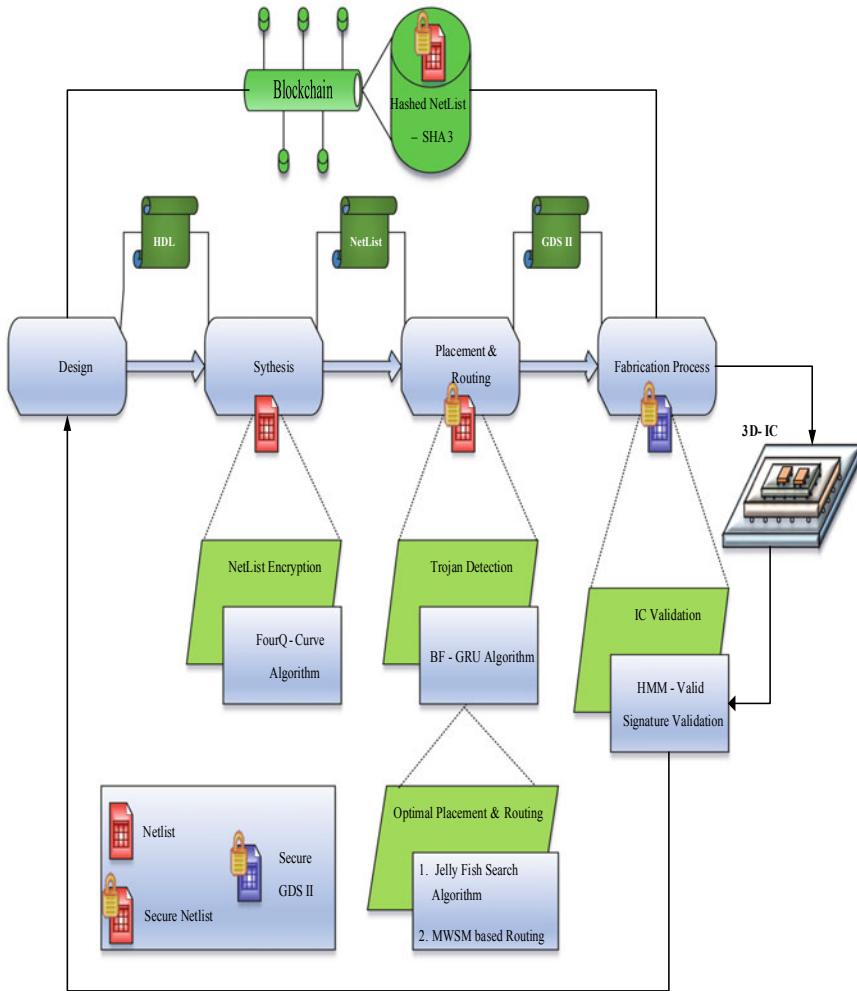 Blockchain
Hashed NetList
– SHA 3
HDL
NetList
GDS II
Design
Sythesis
Placement &
Routing
Fabrication Process
3D- IC
NetList Encryption
FourQ - Curve
Algorithm
Trojan Detection
BF - GRU Algorithm
IC Validation
HMM - Valid
Signature Validation
Optimal Placement & Routing
1. Jelly Fish Search
Algorithm
2. MWSM based Routing
Netlist
Secure Netlist
Secure
GDS II